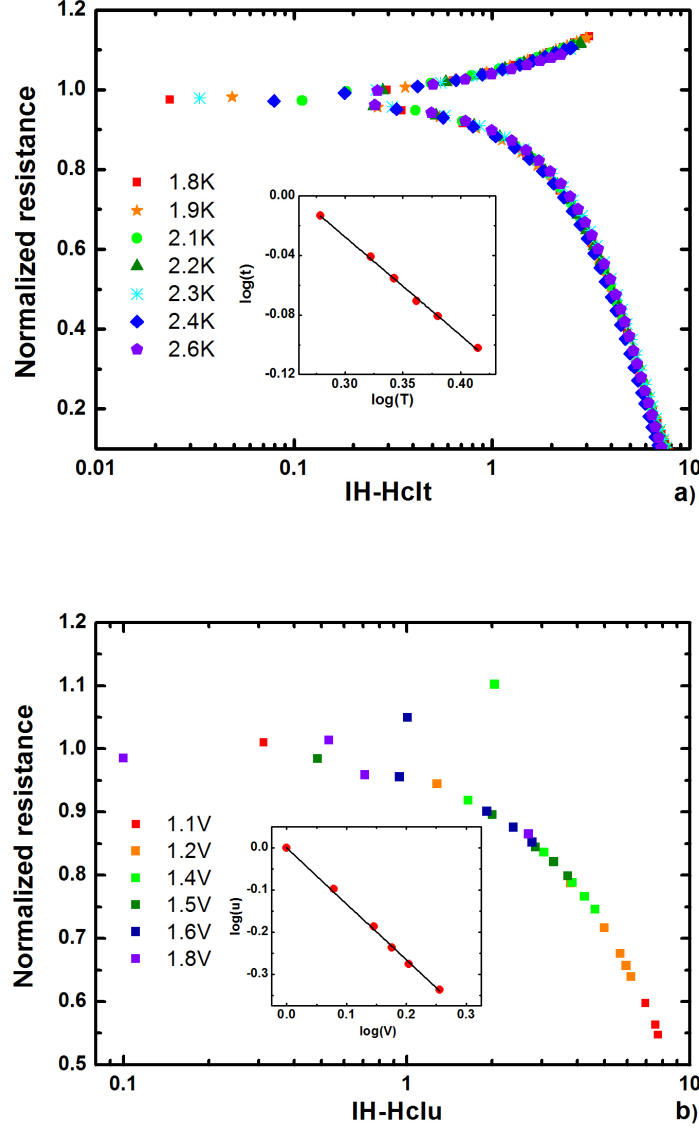 Normalized resistance
1.2
1.0
0.8
0.6
0.4
0.2
0.01
0.1
1
10
IH-HcIt
a)
1.8K
1.9K
2.1K
2.2K
2.3K
2.4K
2.6K
log(t)
0.00
-0.04
-0.08
-0.12
0.30
0.35
0.40
log(T)
Normalized resistance
1.2
1.1
1.0
0.9
0.8
0.7
0.6
0.5
0.1
1
10
IH-HcIu
b)
1.1V
1.2V
1.4V
1.5V
1.6V
1.8V
log(u)
0.0
-0.1
-0.2
-0.3
0.0
0.1
0.2
0.3
log(V)